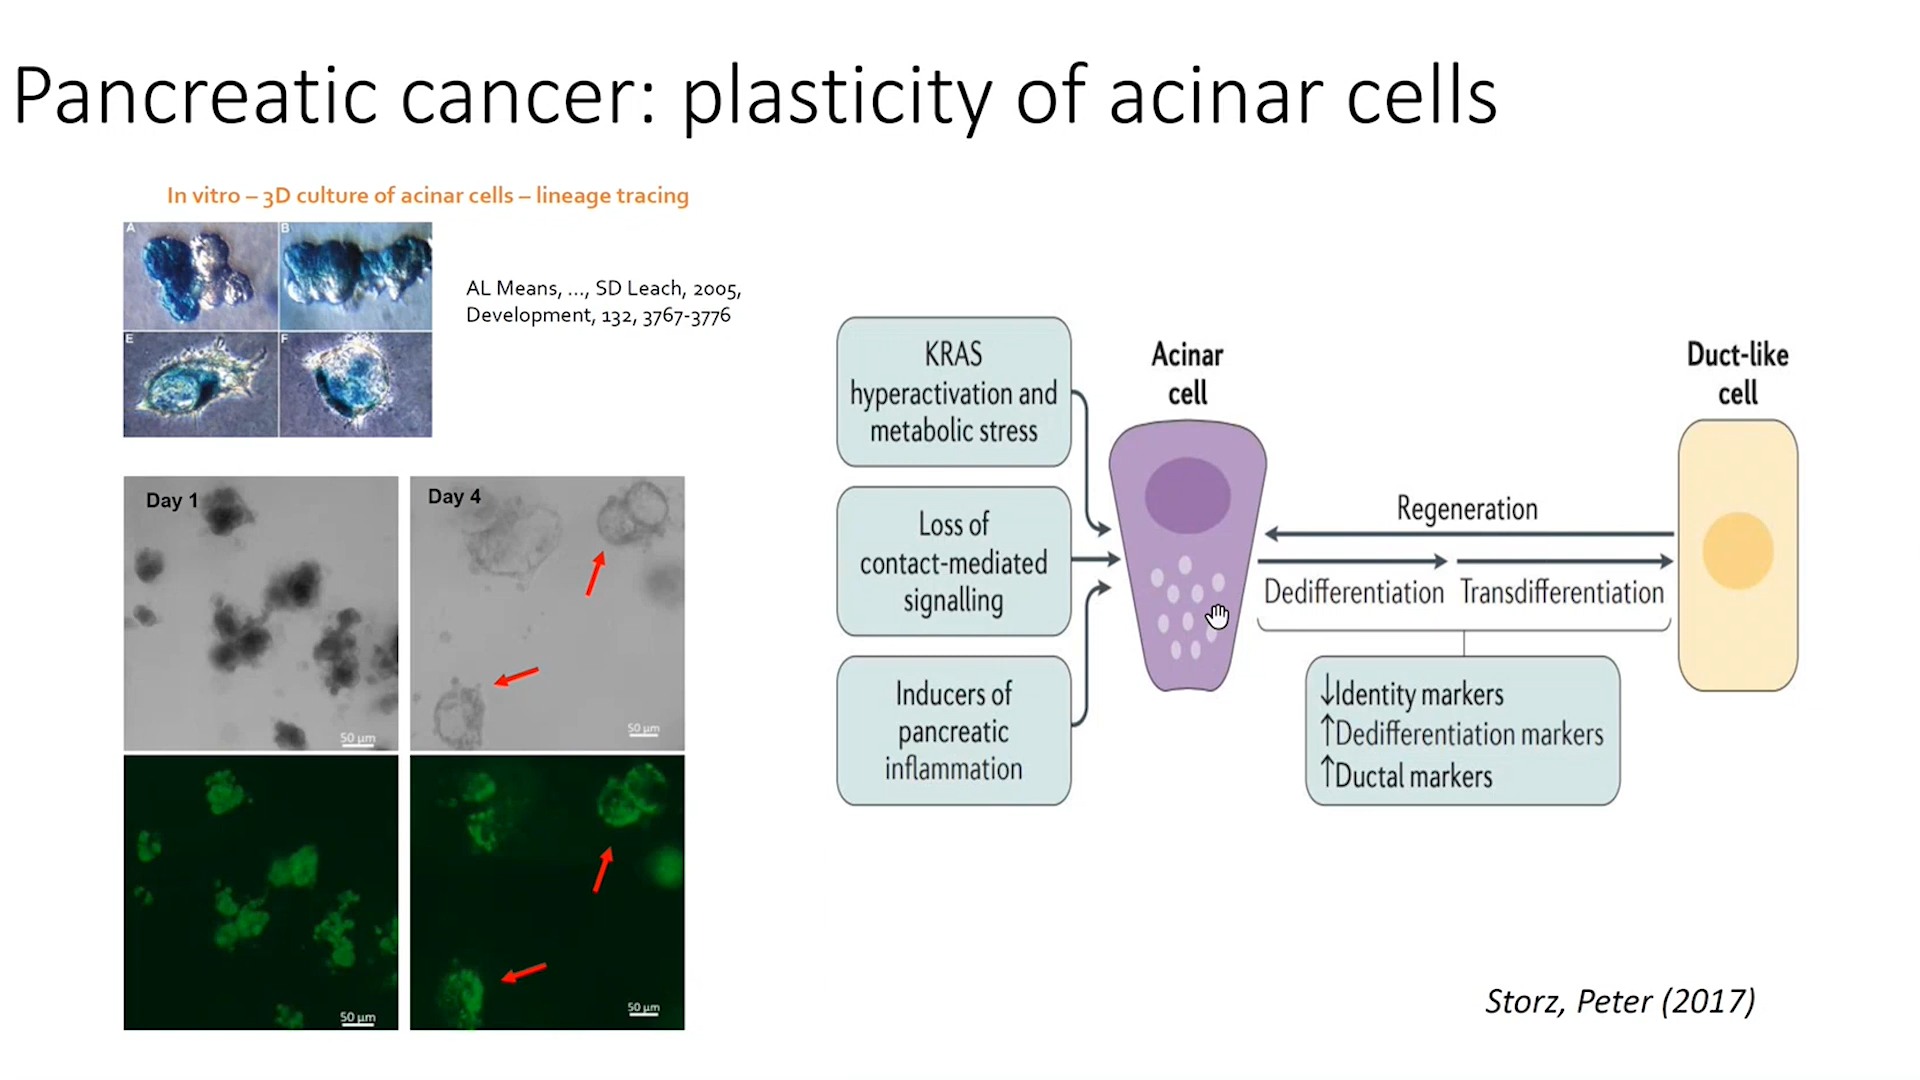 Pancreatic cancer: plasticity of acinar cells
In vitro – 3D culture of acinar cells – lineage tracing
A
B
E
F
AL Means, ..., SD Leach, 2005,
Development, 132, 3767-3776
Day 1
50 µm
Day 4
50 µm
50 µm
50 µm
KRAS
hyperactivation and
metabolic stress
Loss of
contact-mediated
signalling
Inducers of
pancreatic
inflammation
Acinar
cell
Regeneration
Dedifferentiation
Transdifferentiation
↓Identity markers
↑Dedifferentiation markers
↑Ductal markers
Duct-like
cell
Storz, Peter (2017)